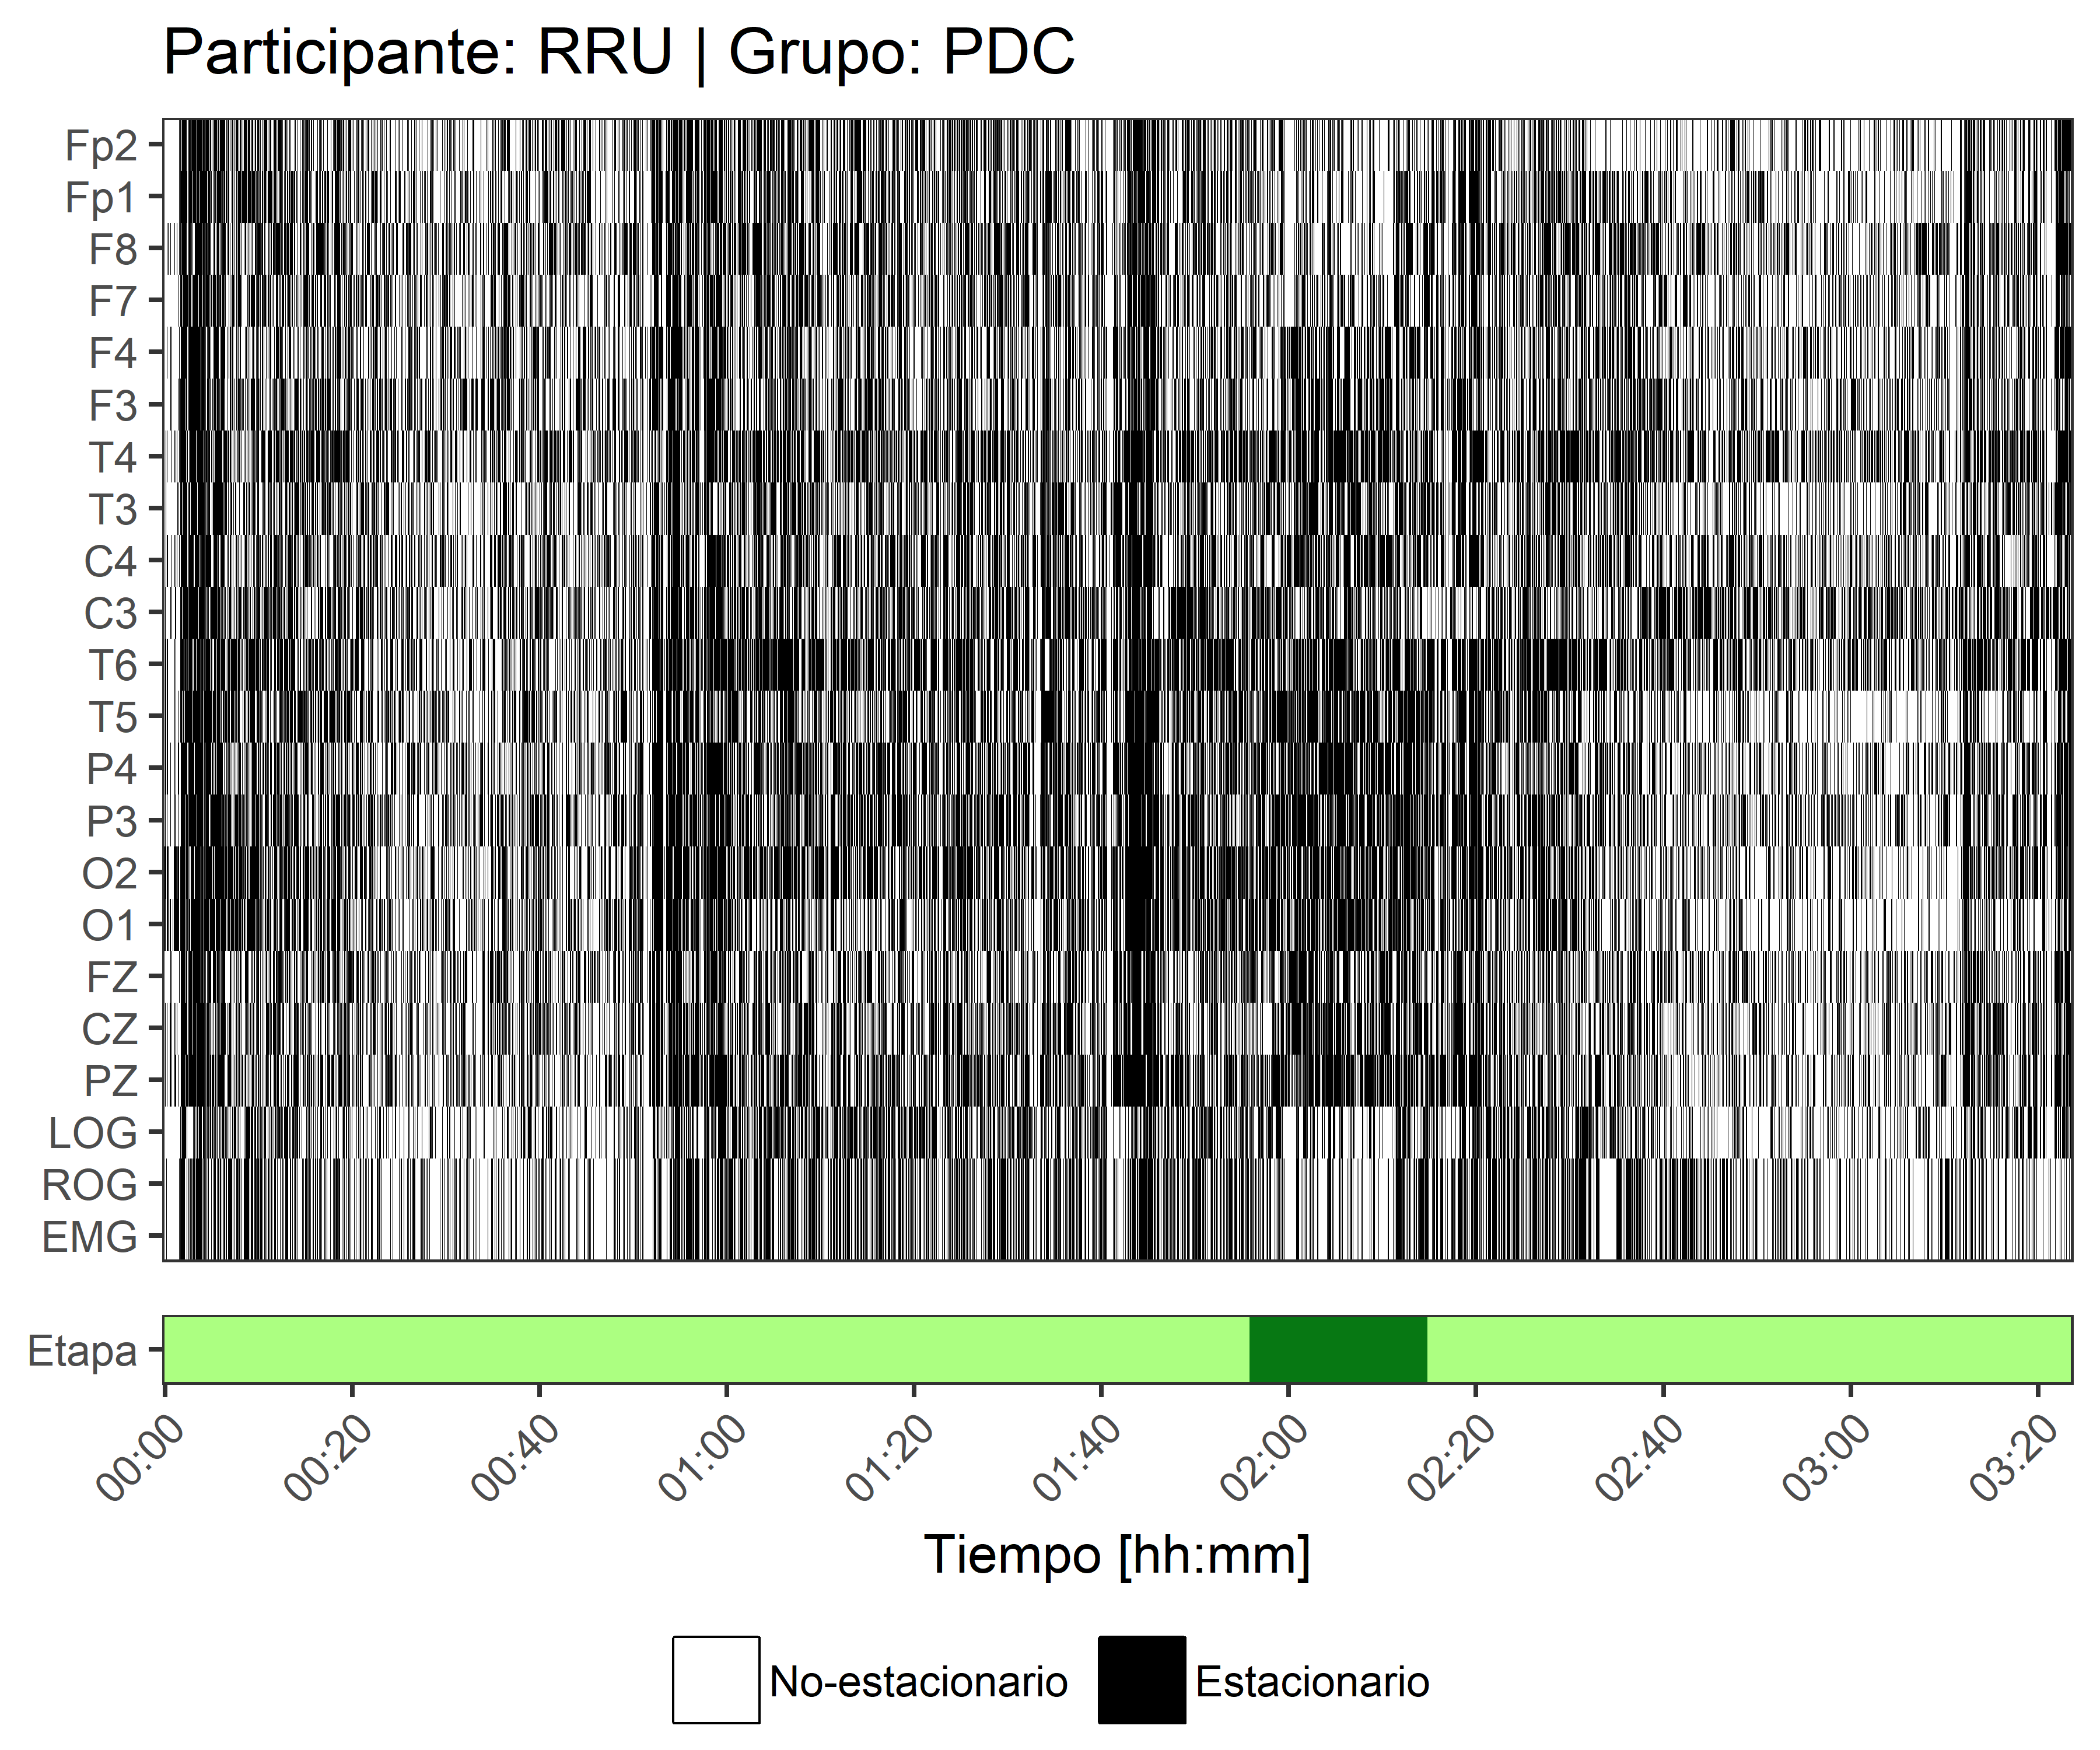 Participante: RRU | Grupo: PDC
Fp2
Fp1
F8
F7
F4
F3
T4
T3
C4
C3
T6
T5
P4
P3
O2
O1
FZ
CZ
PZ
LOG
ROG
EMG
Etapa
00:00 00:20 00:40 01:00 01:20 01:40 02:00 02:20 02:40 03:00 03:20
Tiempo [hh:mm]
No-estacionario Estacionario